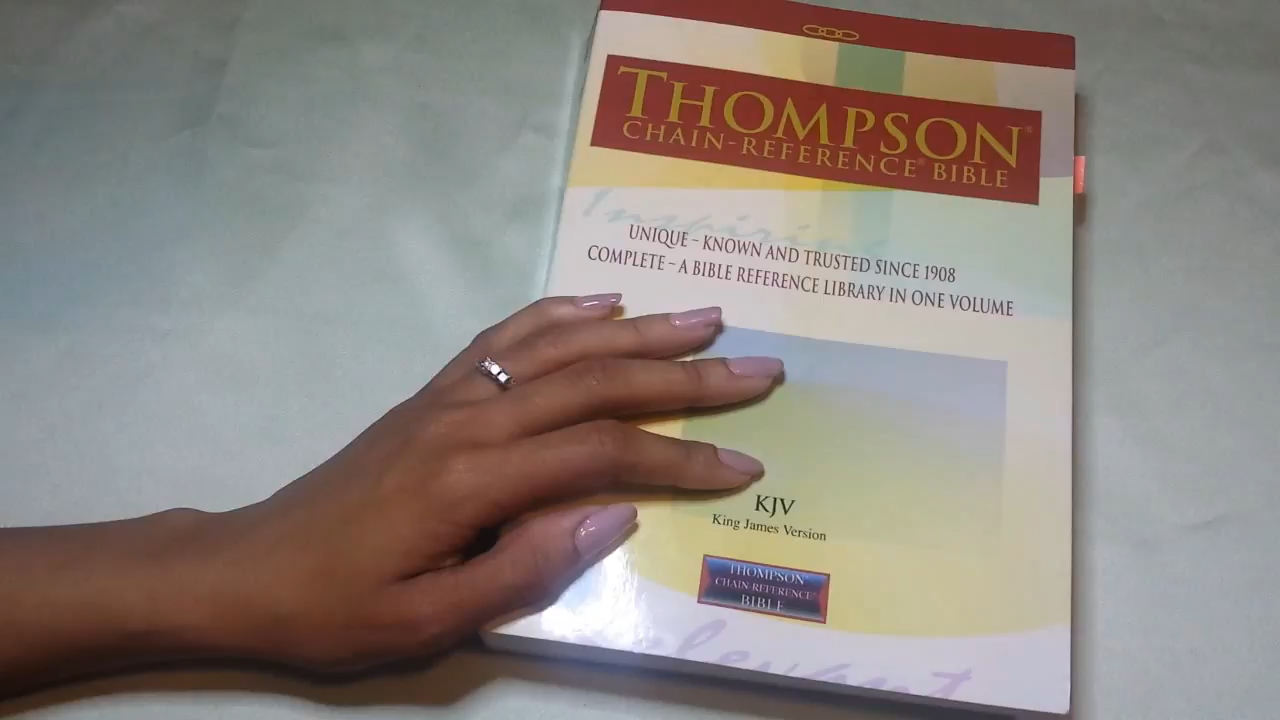 THOMPSON®
CHAIN-REFERENCE® BIBLE
Inspiring
UNIQUE – KNOWN AND TRUSTED SINCE 1908
COMPLETE – A BIBLE REFERENCE LIBRARY IN ONE VOLUME
KJV
King James Version
THOMPSON®
CHAIN-REFERENCE®
BIBLE